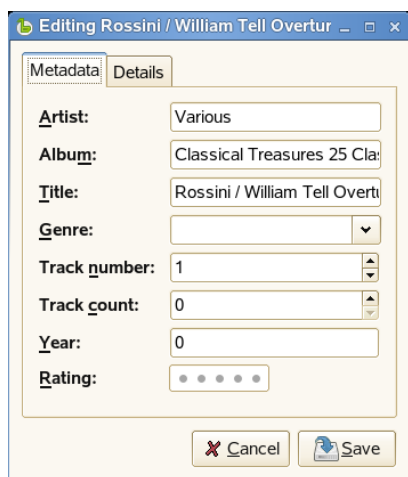 Editing Rossini / William Tell Overtur
Metadata Details
Artist: Various
Album: Classical Treasures 25 Clas
Title: Rossini / William Tell Overtu
Genre:
Track number: 1
Track count: 0
Year: 0
Rating:
Cancel Save